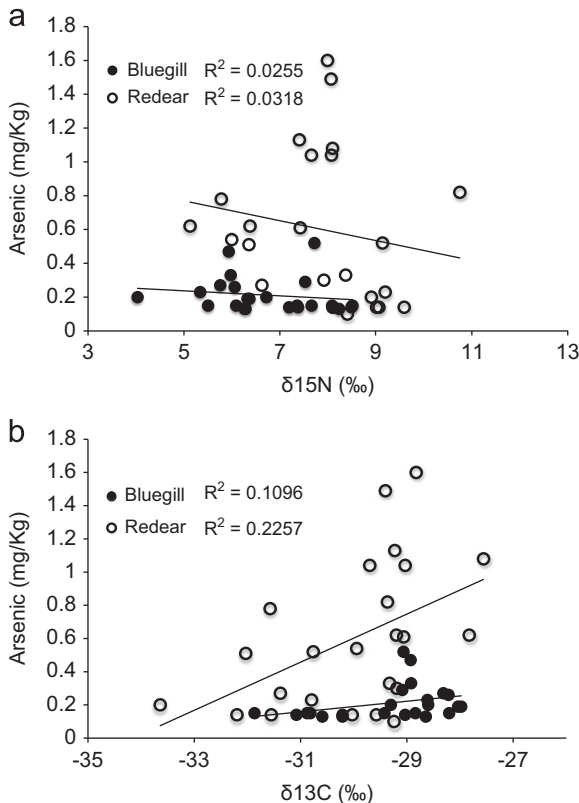 a
1.8
1.6
1.4
1.2
1
0.8
0.6
0.4
0.2
0
Arsenic (mg/Kg)
Bluegill R² = 0.0255
Redear R² = 0.0318
3 5 7 9 11 13
δ15N (‰)
b
1.8
1.6
1.4
1.2
1
0.8
0.6
0.4
0.2
0
Arsenic (mg/Kg)
Bluegill R² = 0.1096
Redear R² = 0.2257
-35 -33 -31 -29 -27
δ13C (‰)